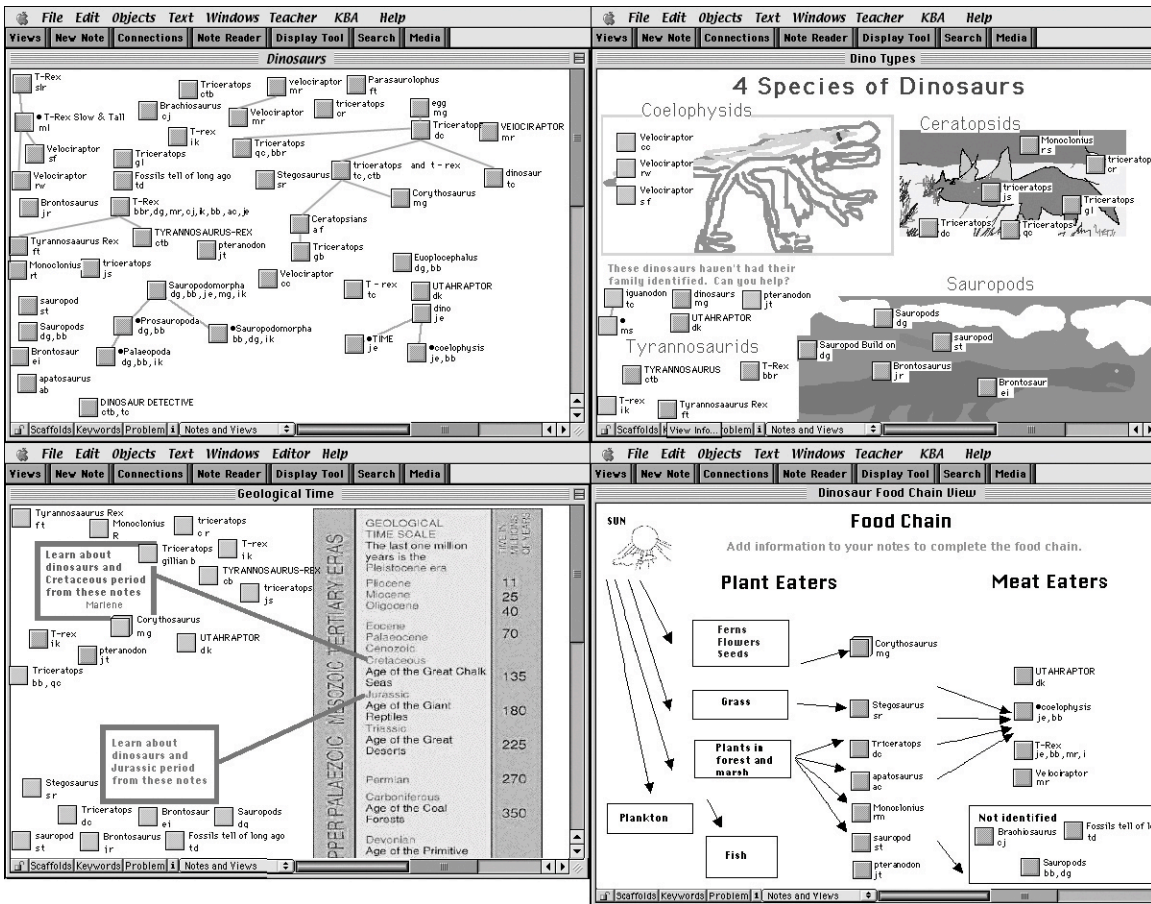 File Edit Objects Text Windows Teacher KBA Help
Views New Note Connections Note Reader Display Tool Search Media
Dinosaurs
T-Rex
slr
Triceratops
ctb
velociraptor
mr
Parasaurolophus
ft
Brachiosaurus
cj
triceratops
cr
egg
mg
T-Rex Slow & Tall
ml
T-rex
ik
Velociraptor
mr
Triceratops
dc
VElOCIRAPTOR
mr
Velociraptor
sf
Triceratops
gl
Triceratops
qc, bbr
triceratops and t-rex
tc, ctb
dinosaur
tc
Velociraptor
rw
Fossils tell of long ago
td
Stegosaurus
sr
Corythosaurus
mg
Brontosaurus
jr
T-Rex
bbr, dg, mr, cj, ik, bb, ac, je
Ceratopsians
af
TYRANNOSAURUS-REX
ctb
Tyrannosaaurus Rex
ft
pteranodon
jt
Triceratops
gb
Monoclonius
rt
triceratops
js
Velociraptor
cc
Euoplocephalus
dg, bb
Sauropodomorpha
dg, bb, je, mg, ik
T-rex
tc
UTAHRAPTOR
dk
sauropod
st
dino
je
Sauropods
dg, bb
Prosauropoda
dg, bb
Sauropodomorpha
bb, dg, ik
TIME
je
coelophysis
je, bb
Brontosaur
ei
Palaeopoda
dg, bb, ik
apatosaurus
ab
DINOSAUR DETECTIVE
ctb, tc
Scaffolds Keywords Problem i Notes and Views
File Edit Objects Text Windows Teacher KBA Help
Views New Note Connections Note Reader Display Tool Search Media
Dino Types
4 Species of Dinosaurs
Coelophysids
Velociraptor
cc
Velociraptor
rw
Velociraptor
sf
Ceratopsids
Monoclonius
rs
triceratop
cr
triceratops
js
Triceratops
gl
Triceratops
dc
Triceratops
qc
These dinosaurs haven't had their
family identified. Can you help?
iguanodon
tc
dinosaurs
mg
pteranodon
jt
ms
UTAHRAPTOR
dk
Sauropods
Sauropods
dg
sauropod
st
Sauropod Build on
dg
Brontosaurus
jr
Brontosaur
ei
Tyrannosaurids
TYRANNOSAURUS
ctb
T-Rex
bbr
T-rex
ik
Tyrannosaaurus Rex
ft
Scaffolds View Info... Notes and Views
File Edit Objects Text Windows Editor Help
Views New Note Connections Note Reader Display Tool Search Media
Geological Time
Tyrannosaurus Rex
ft
Monoclonius
R
triceratops
cr
Learn about
dinosaurs and
Cretaceous period
from these notes
Marlene
Triceratops
gillian b
T-rex
ik
TYRANNOSAURUS-REX
cb
triceratops
js
Corythosaurus
mg
T-rex
ik
pteranodon
jt
UTAHRAPTOR
dk
Triceratops
bb, qc
Learn about
dinosaurs and
Jurassic period
from these notes
Stegosaurus
sr
Triceratops
dc
Brontosaur
ei
Sauropods
dg
sauropod
st
Brontosaurus
jr
Fossils tell of long ago
td
PPER PALAEZCIC MESOZOIC TERTIARY ERAS
GEOLOGICAL
TIME SCALE
The last one million
years is the
Pleistocene era
TIME IN
MILLIONS
OF YEARS
Pliocene 11
Miocene 25
Oligocene 40
Eocene
Palaeocene 70
Cenozoic
Cretaceous
Age of the Great Chalk 135
Seas
Jurassic
Age of the Giant 180
Reptiles
Triassic
Age of the Great 225
Deserts
Permian 270
Carboniferous
Age of the Coal 350
Forests
Devonian
Age of the Primitive
Scaffolds Keywords Problem i Notes and Views
File Edit Objects Text Windows Teacher KBA Help
Views New Note Connections Note Reader Display Tool Search Media
Dinosaur Food Chain View
SUN
Food Chain
Add information to your notes to complete the food chain.
Plant Eaters
Meat Eaters
Ferns
Flowers
Seeds
Corythosaurus
mg
UTAHRAPTOR
dk
Grass
Stegosaurus
sr
coelophysis
je, bb
Plants in
forest and
marsh
Triceratops
dc
T-Rex
je, bb, mr, i
apatosaurus
ac
Velociraptor
mr
Plankton
Monoclonius
rm
Fish
sauropod
st
pteranodon
jt
Not identified
Brachiosaurus
cj
Fossils tell of l
td
Sauropods
bb, dg
Scaffolds Keywords Problem i Notes and Views